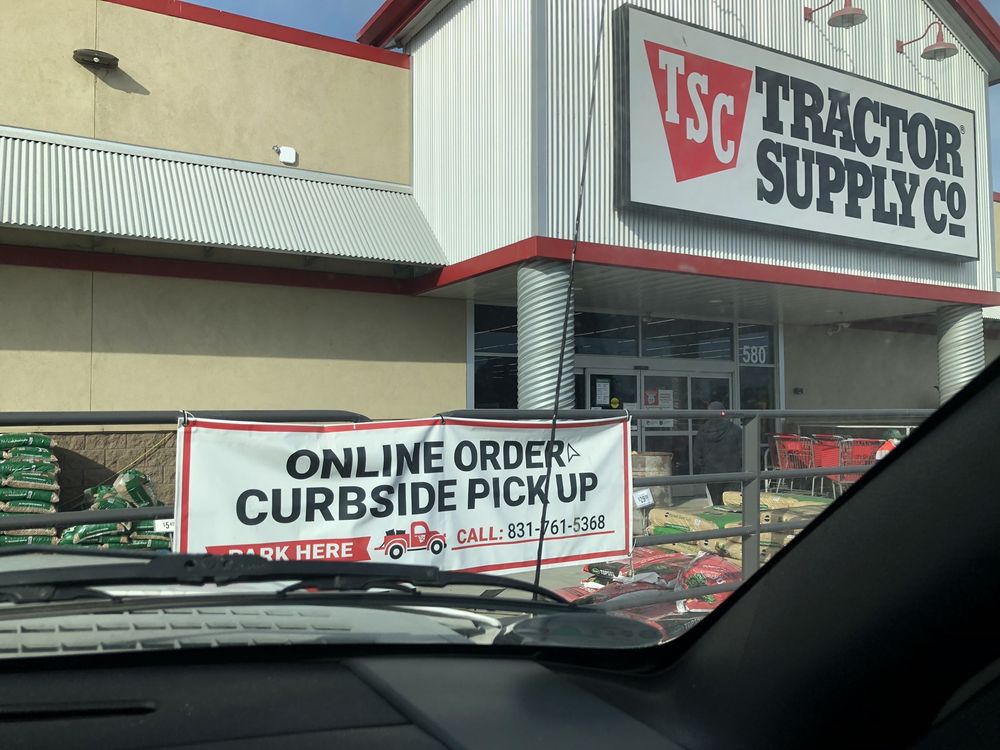 TSC
TRACTOR
SUPPLY Co
®
580
ONLINE ORDER
CURBSIDE PICK UP
PARK HERE
CALL: 831-761-5368